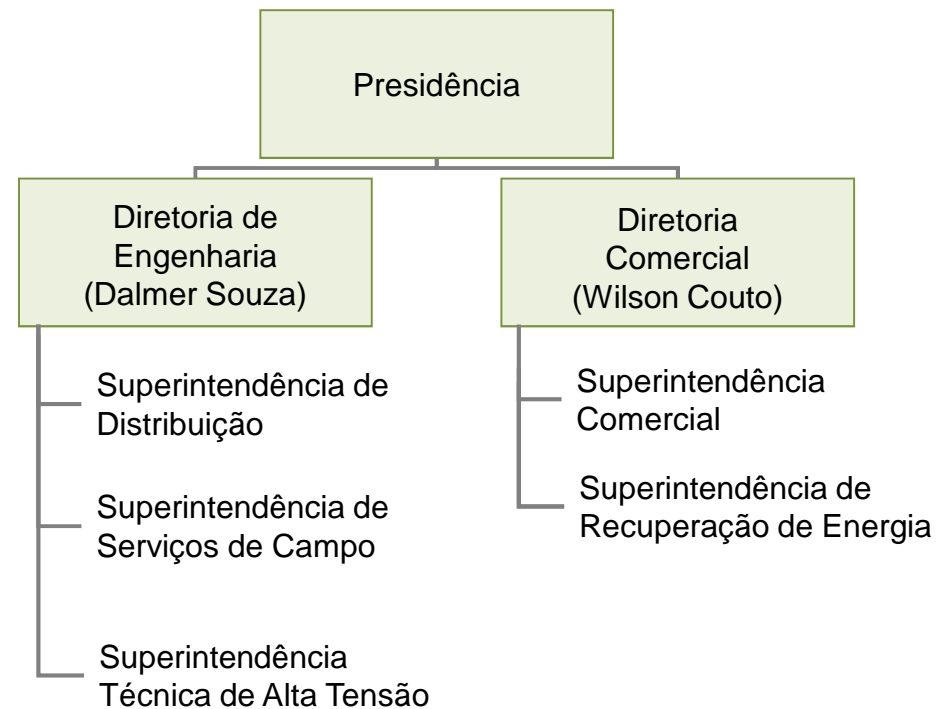 Presidência
Diretoria de
Engenharia
(Dalmer Souza)
Diretoria
Comercial
(Wilson Couto)
Superintendência de
Distribuição
Superintendência de
Serviços de Campo
Superintendência
Técnica de Alta Tensão
Superintendência
Comercial
Superintendência de
Recuperação de Energia